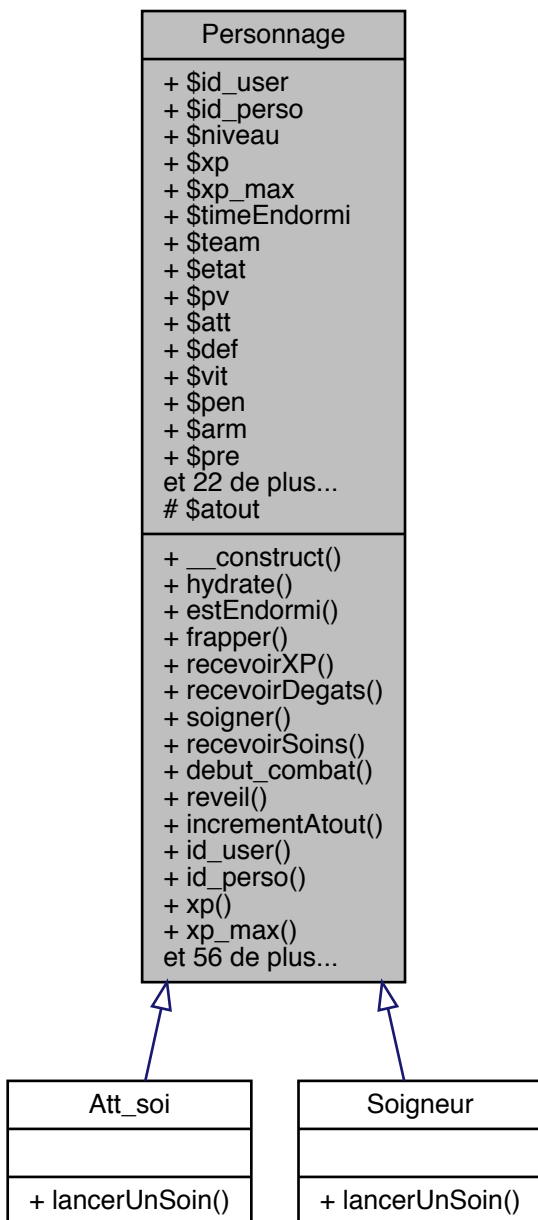 Personnage
+ $id_user
+ $id_perso
+ $niveau
+ $xp
+ $xp_max
+ $timeEndormi
+ $team
+ $etat
+ $pv
+ $att
+ $def
+ $vit
+ $pen
+ $arm
+ $pre
et 22 de plus...
# $atout
+ __construct()
+ hydrate()
+ estEndormi()
+ frapper()
+ recevoirXP()
+ recevoirDegats()
+ soigner()
+ recevoirSoins()
+ debut_combat()
+ reveil()
+ incrementAtout()
+ id_user()
+ id_perso()
+ xp()
+ xp_max()
et 56 de plus...
Att_soi
+ lancerUnSoin()
Soigneur
+ lancerUnSoin()